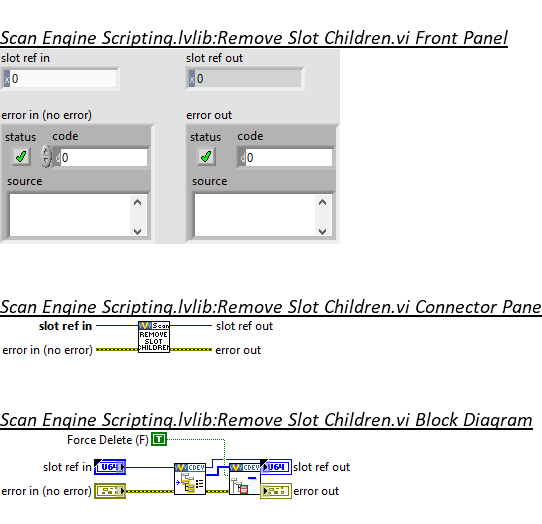 Scan Engine Scripting.lvlib:Remove Slot Children.vi Front Panel
slot ref in
slot ref out
x 0
x 0
error in (no error)
error out
status code
status code
d 0
d 0
source
source
Scan Engine Scripting.lvlib:Remove Slot Children.vi Connector Pane
slot ref in
Scan
slot ref out
REMOVE
SLOT
CHILDREN
error in (no error)
error out
Scan Engine Scripting.lvlib:Remove Slot Children.vi Block Diagram
Force Delete (F) T
slot ref in U64 CDEV CDEV U64 slot ref out
error in (no error)
error out